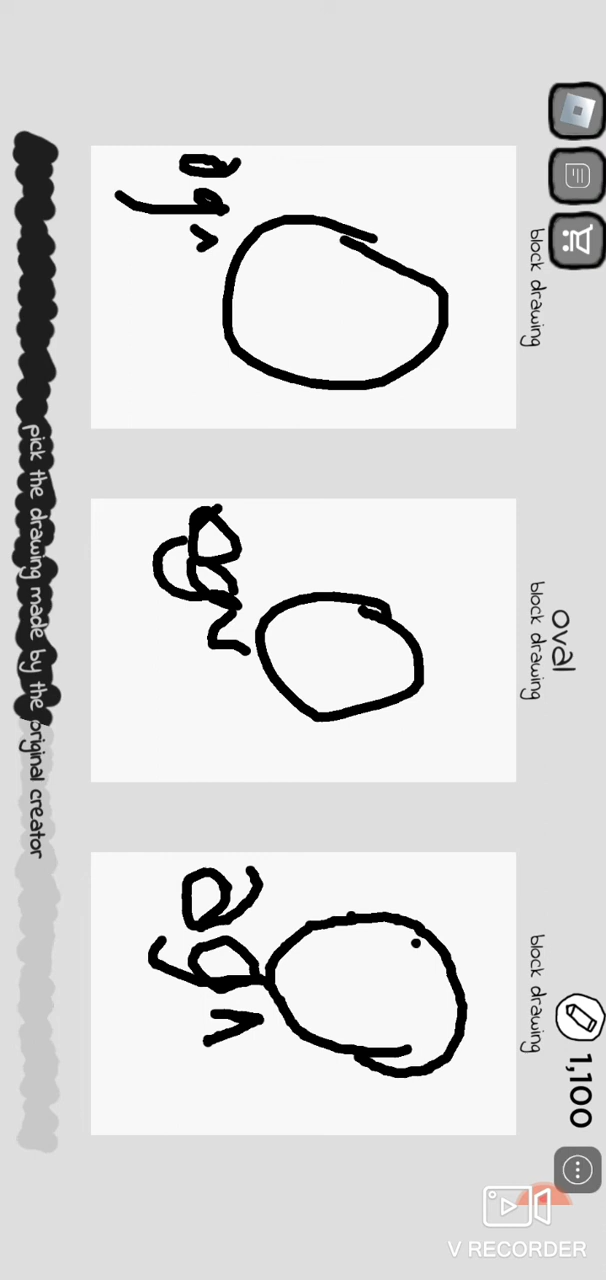 1,100
oval
block drawing
block drawing
block drawing
pick the drawing made by the original creator
V RECORDER